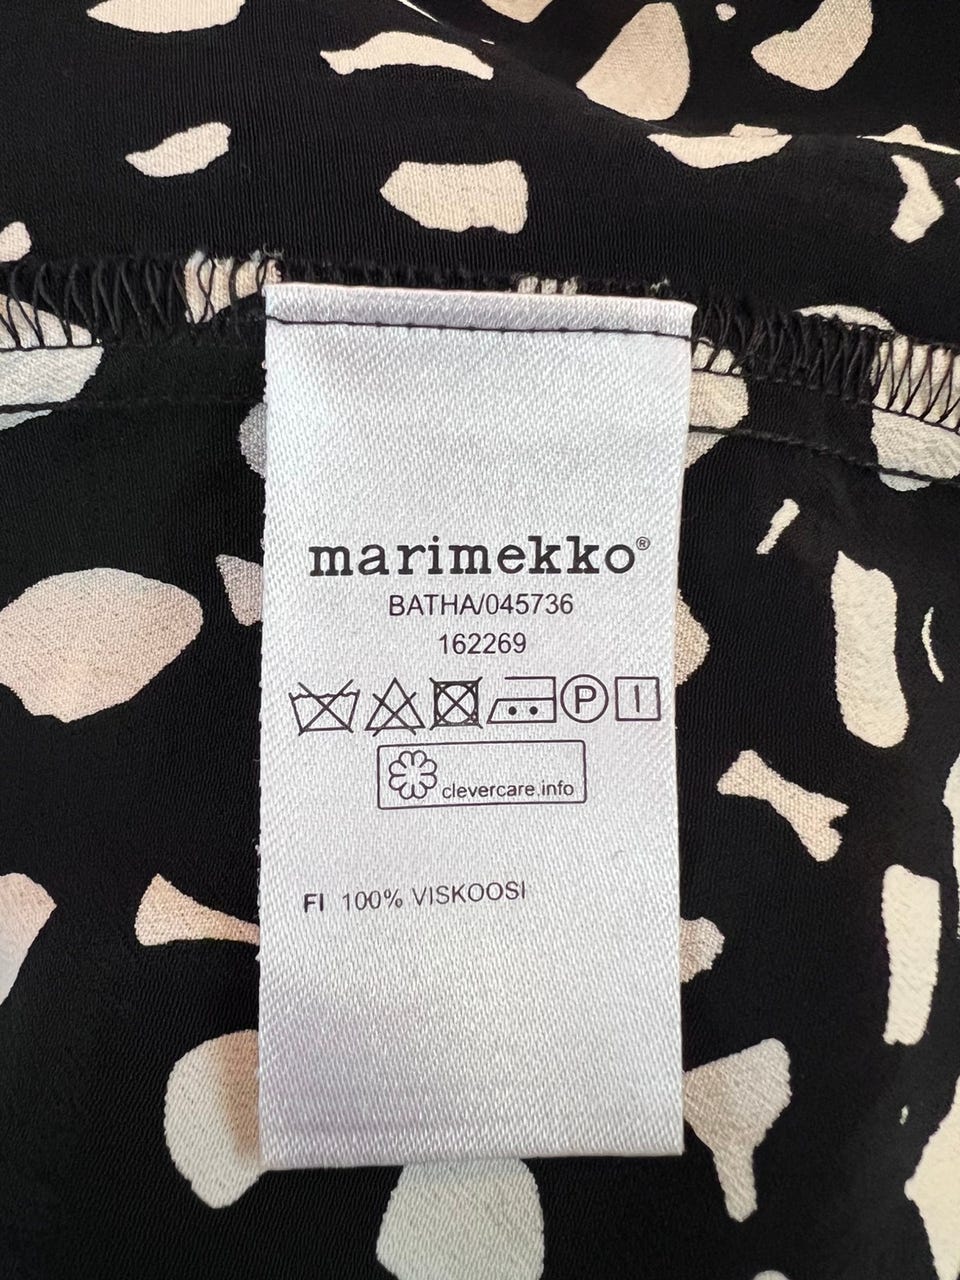 marimekko®
BATHA/045736
162269
P
clevercare.info
FI 100% VISKOOSI